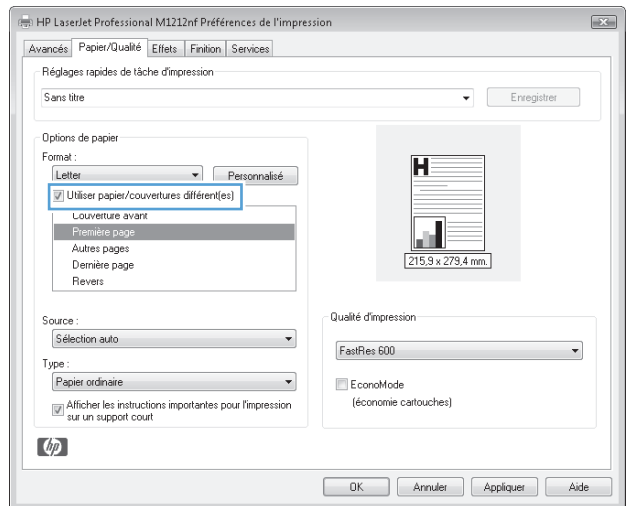 HP LaserJet Professional M1212nf Préférences de l'impression
Avancés Papier/Qualité Effets Finition Services
Réglages rapides de tâche d'impression
Sans titre
Enregistrer
Options de papier
Format :
Letter
Personnalisé
Utiliser papier/couvertures différent(es)
Couverture avant
Première page
Autres pages
Dernière page
Revers
Source :
Sélection auto
Type :
Papier ordinaire
Afficher les instructions importantes pour l'impression
sur un support court
H
215,9 x 279,4 mm.
Qualité d'impression
FastRes 600
EconoMode
(économie cartouches)
hp
OK Annuler Appliquer Aide